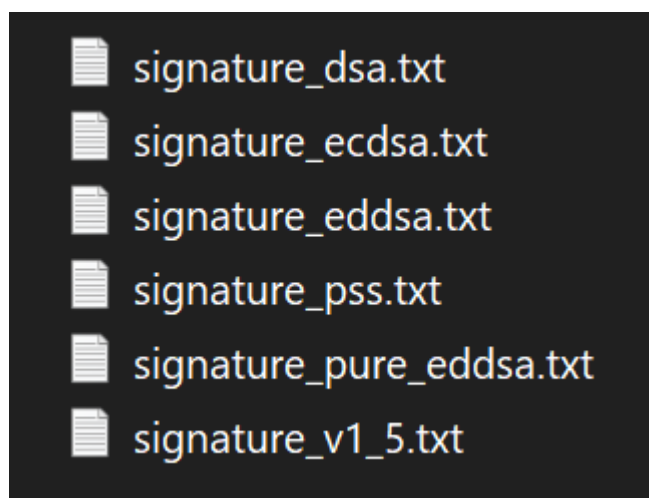 signature_dsa.txt
signature_ecdsa.txt
signature_eddsa.txt
signature_pss.txt
signature_pure_eddsa.txt
signature_v1_5.txt